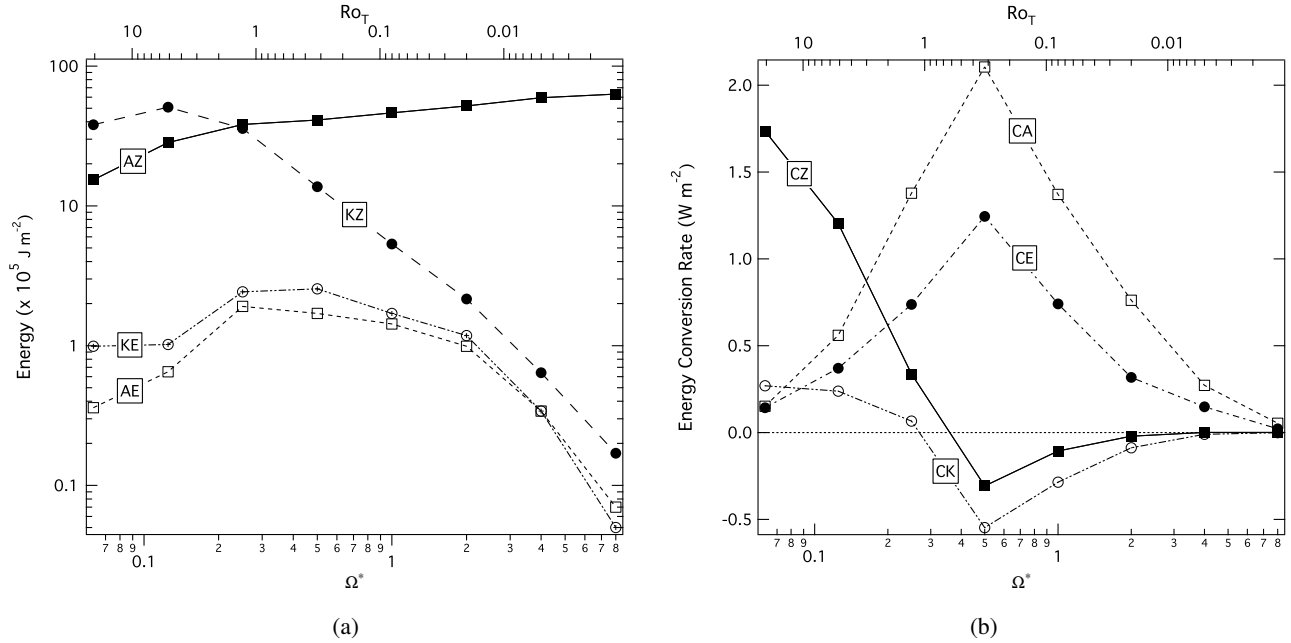 Ro_T
10 1 0.1 0.01
100
10
1
0.1
Energy (x 10⁵ J m⁻²)
AZ
KZ
KE
AE
7 8 9 2 3 4 5 6 7 8 9 2 3 4 5 6 7 8
0.1 1
Ω*
(a)
Ro_T
10 1 0.1 0.01
2.0
1.5
1.0
0.5
0.0
-0.5
Energy Conversion Rate (W m⁻²)
CA
CZ
CE
CK
7 8 9 2 3 4 5 6 7 8 9 2 3 4 5 6 7 8
0.1 1
Ω*
(b)